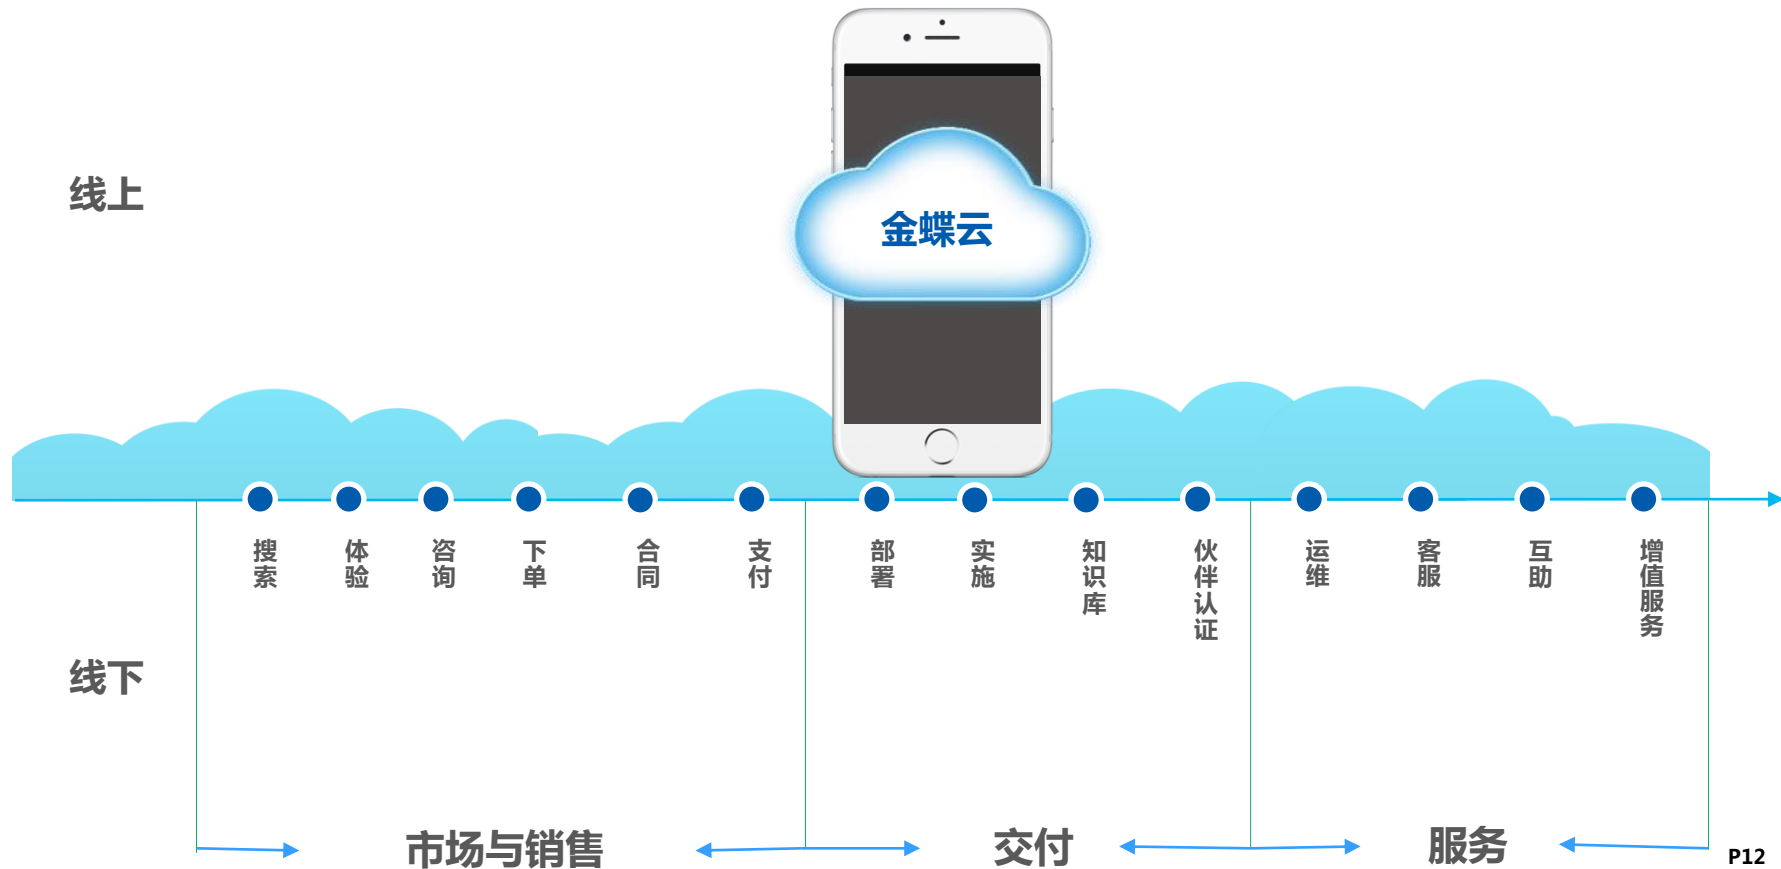 线上
金蝶云
搜索
体验
咨询
下单
合同
支付
部署
实施
知识库
伙伴认证
运维
客服
互助
增值服务
线下
市场与销售
交付
服务
P12